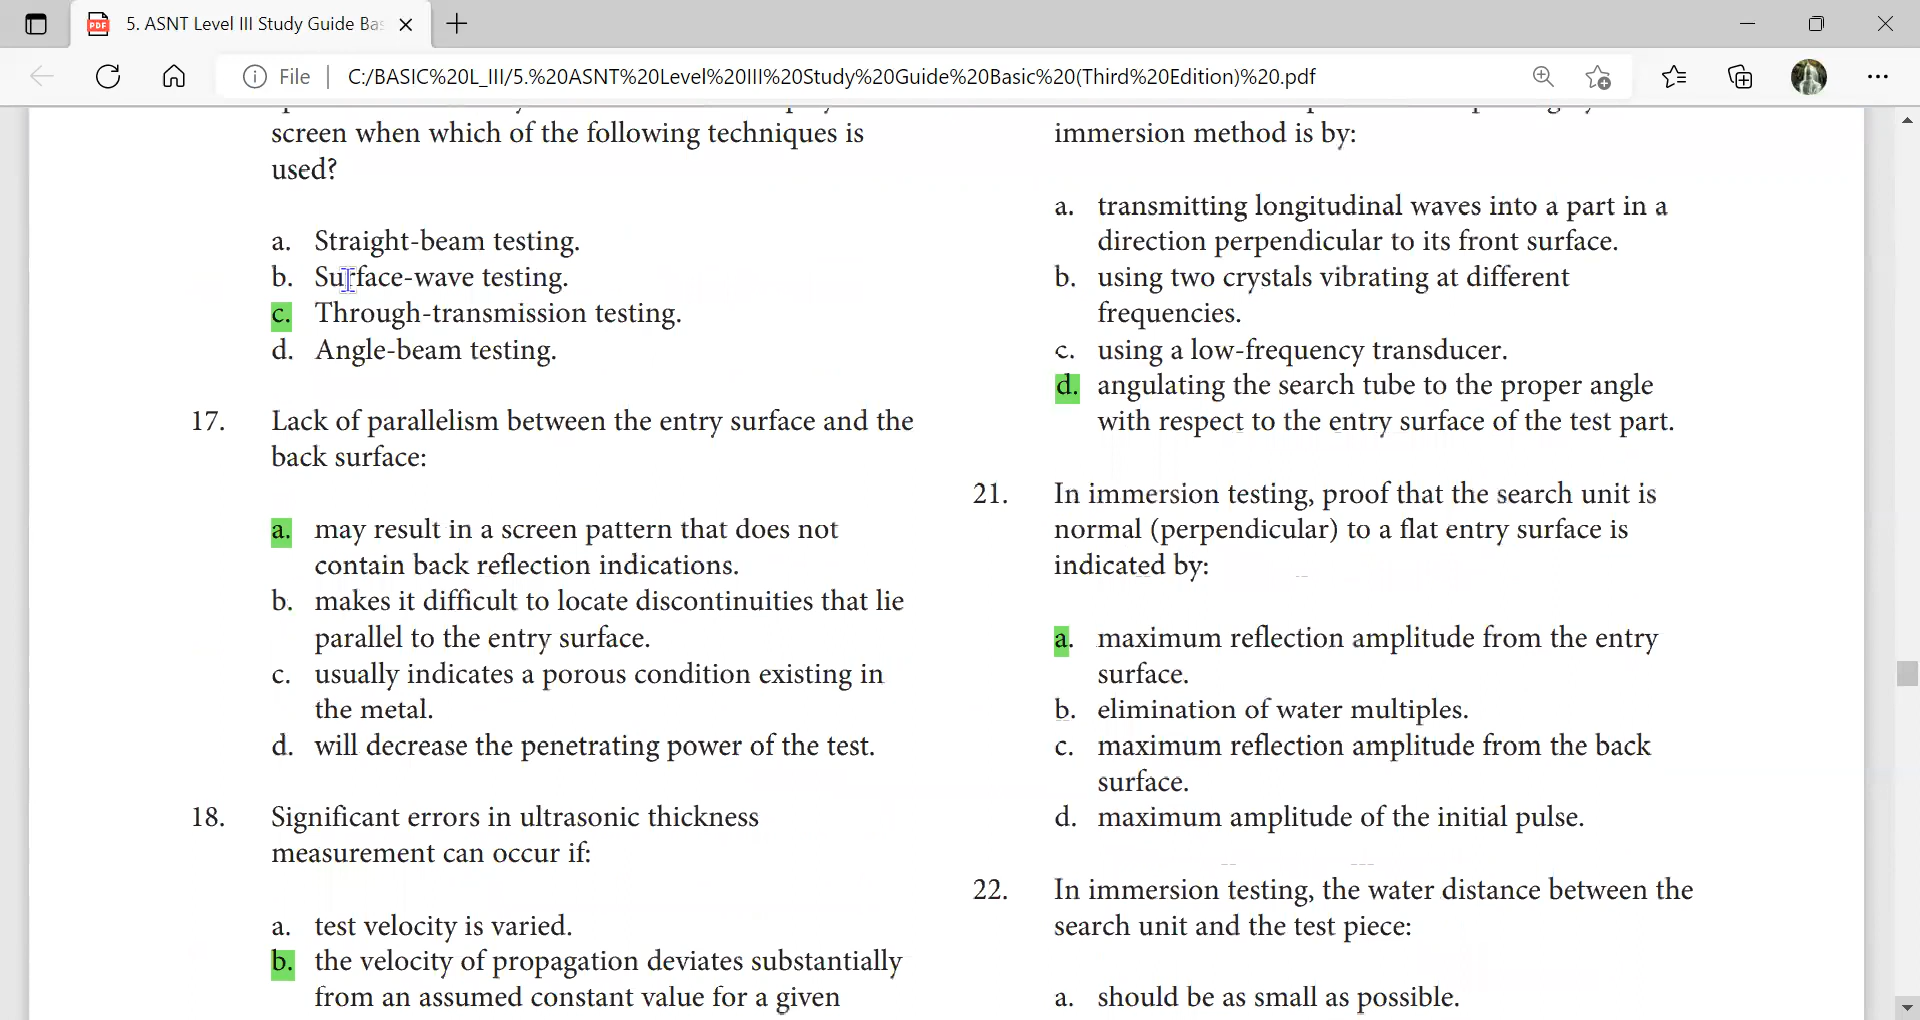 5. ASNT Level III Study Guide Bas
File
C:/BASIC%20L_III/5.%20ASNT%20Level%20III%20Study%20Guide%20Basic%20(Third%20Edition)%20.pdf
screen when which of the following techniques is
used?
a. Straight-beam testing.
b. Surface-wave testing.
c. Through-transmission testing.
d. Angle-beam testing.
17. Lack of parallelism between the entry surface and the
back surface:
a. may result in a screen pattern that does not
contain back reflection indications.
b. makes it difficult to locate discontinuities that lie
parallel to the entry surface.
c. usually indicates a porous condition existing in
the metal.
d. will decrease the penetrating power of the test.
18. Significant errors in ultrasonic thickness
measurement can occur if:
a. test velocity is varied.
b. the velocity of propagation deviates substantially
from an assumed constant value for a given
immersion method is by:
a. transmitting longitudinal waves into a part in a
direction perpendicular to its front surface.
b. using two crystals vibrating at different
frequencies.
c. using a low-frequency transducer.
d. angulating the search tube to the proper angle
with respect to the entry surface of the test part.
21. In immersion testing, proof that the search unit is
normal (perpendicular) to a flat entry surface is
indicated by:
a. maximum reflection amplitude from the entry
surface.
b. elimination of water multiples.
c. maximum reflection amplitude from the back
surface.
d. maximum amplitude of the initial pulse.
22. In immersion testing, the water distance between the
search unit and the test piece:
a. should be as small as possible.